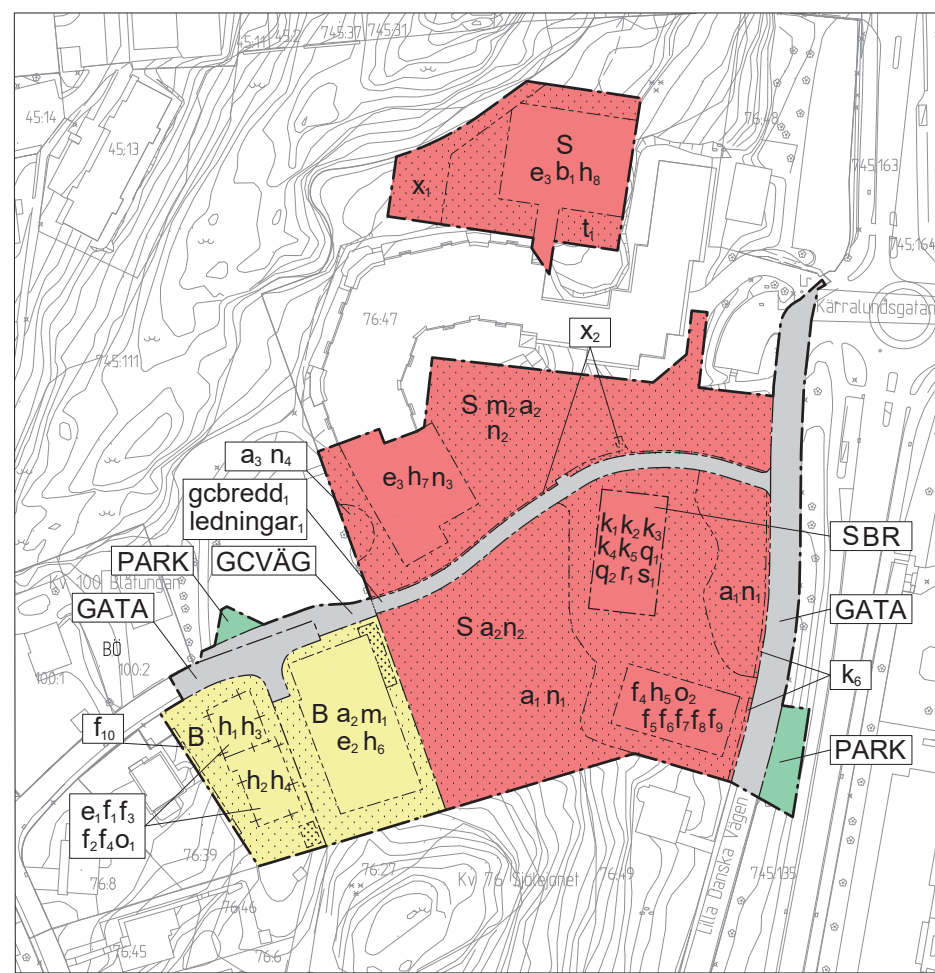 45:11
45:2
745:37
745:31
45:14
45:13
76:48
745:163
S
e₃ b₁ h₈
x₁
t₁
745:164
Kärralundsgatan
76:47
x₂
745:111
S m₂ a₂
n₂
a₃ n₄
e₃ h₇ n₃
gcbredd₁
ledningar₁
k₁ k₂ k₃
k₄ k₅ q₁
q₂ r₁ s₁
SBR
PARK
GCVÄG
Kv 100 Blåtungan
a₁ n₁
GATA
GATA
BÖ
S a₂ n₂
100:1
100:2
k₆
a₁ n₁
f₄ h₅ o₂
f₅ f₆ f₇ f₈ f₉
f₁₀
B
h₁ h₃
B a₂ m₁
e₂ h₆
PARK
h₂ h₄
e₁ f₁ f₃
f₂ f₄ o₁
76:39
76:8
76:27
Kv 76 Sjölejonet
76:49
Lilla Danska Vägen
745:135
76:46
76:45
76:6